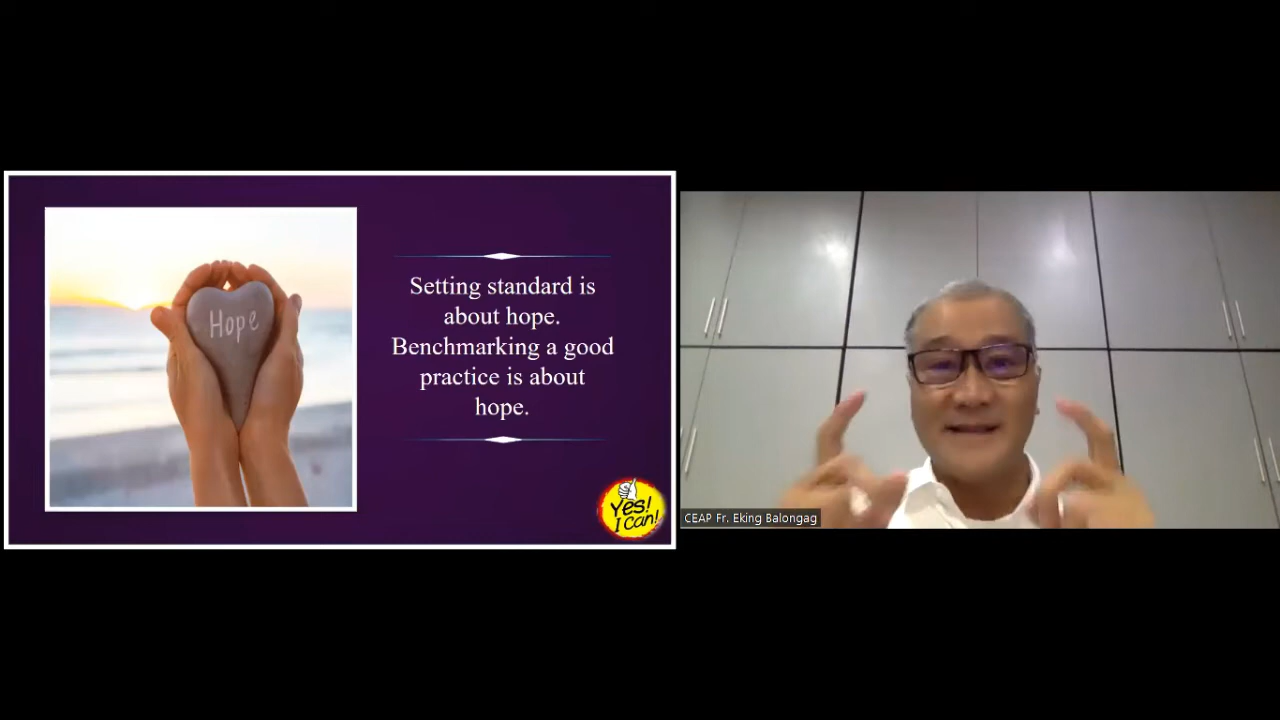 Hope
Setting standard is
about hope.
Benchmarking a good
practice is about
hope.
Yes!
I can!
CEAP Fr. Eking Balongag